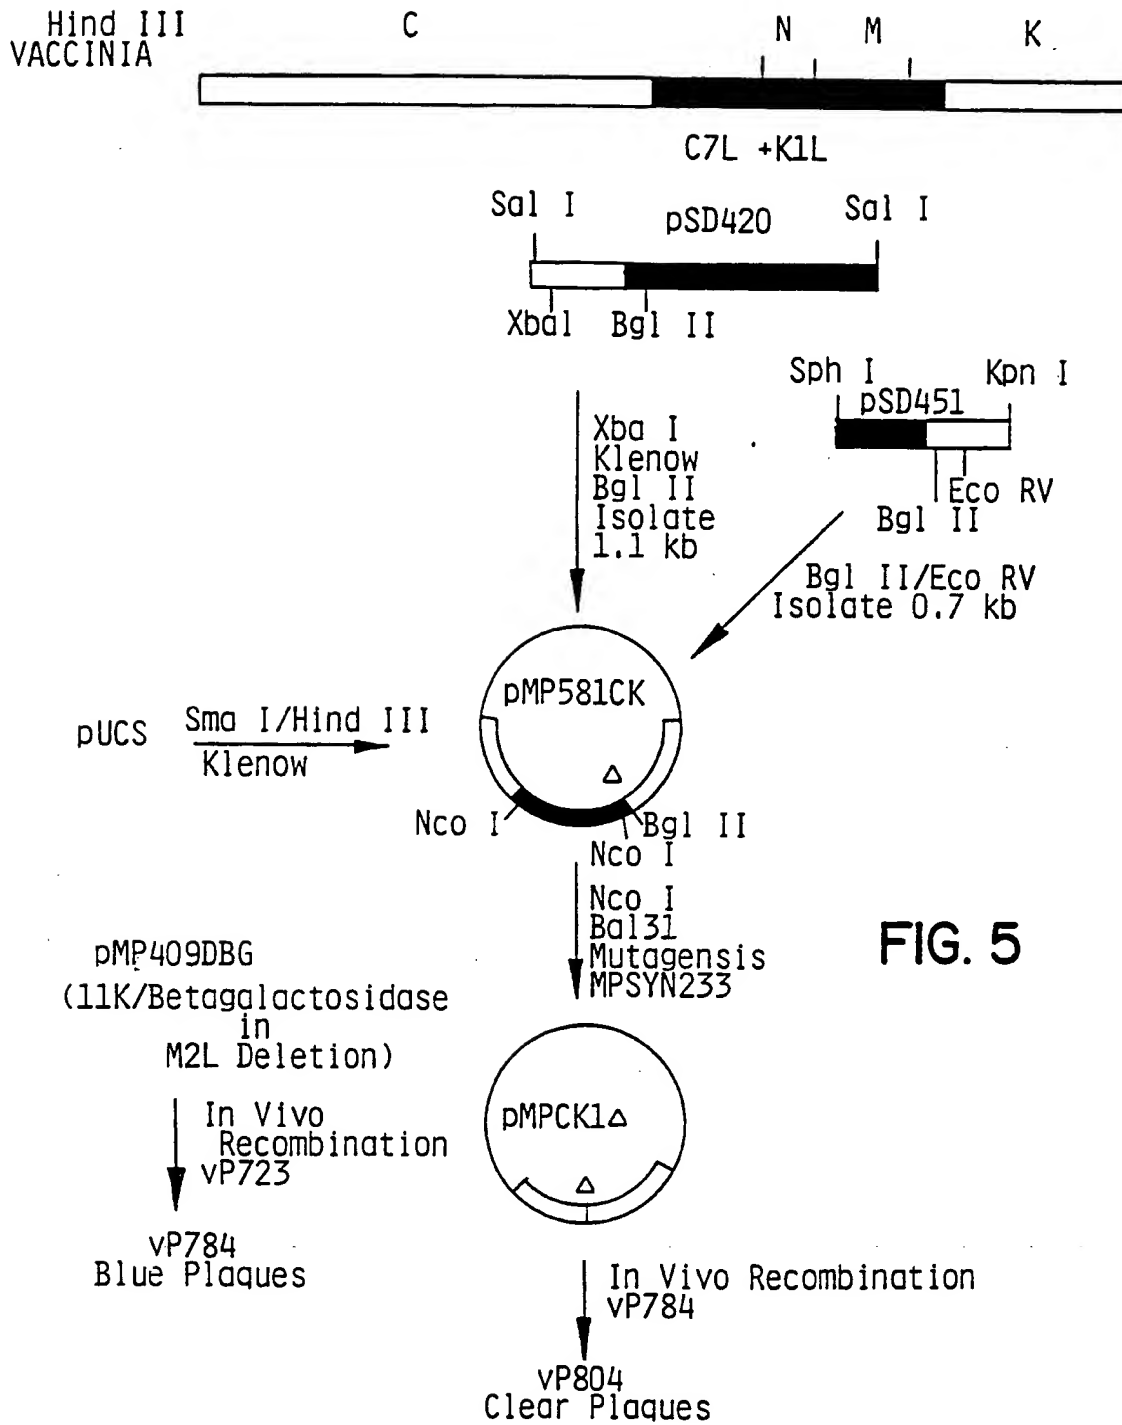 Hind III
VACCINIA
C
N
M
K
C7L +K1L
Sal I
pSD420
Sal I
XbaI
Bgl II
Sph I
Kpn I
pSD451
Eco RV
Bgl II
Xba I
Klenow
Bgl II
Isolate
1.1 kb
Bgl II/Eco RV
Isolate 0.7 kb
pMP581CK
pUCS
Sma I/Hind III
Klenow
Δ
Nco I
Bgl II
Nco I
Nco I
Bal31
Mutagensis
MPSYN233
FIG. 5
pMP409DBG
(11K/Betagalactosidase
in
M2L Deletion)
In Vivo
Recombination
vP723
vP784
Blue Plaques
pMPCK1Δ
Δ
In Vivo Recombination
vP784
vP804
Clear Plaques